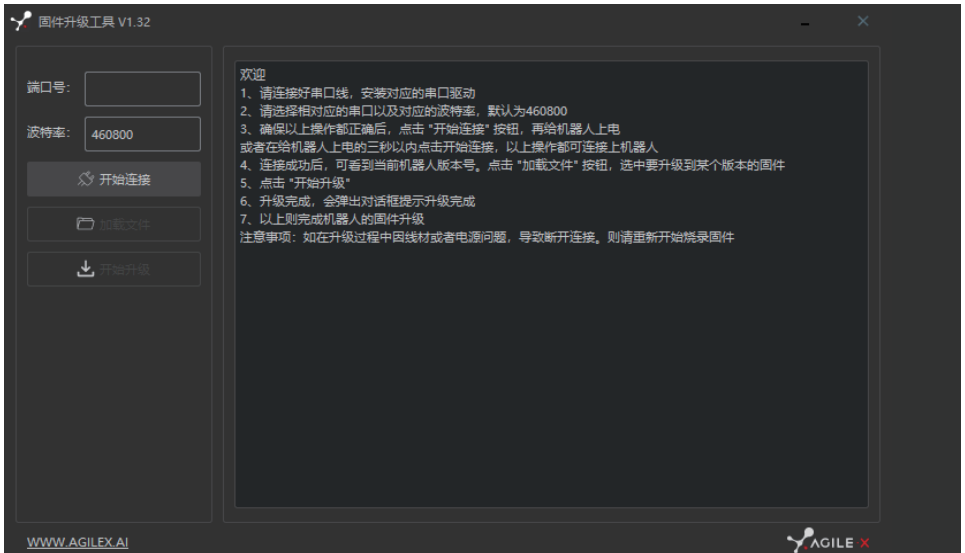 固件升级工具 V1.32
端口号:
波特率: 460800
开始连接
加载文件
开始升级
欢迎
1、请连接好串口线，安装对应的串口驱动
2、请选择相对应的串口以及对应的波特率，默认为460800
3、确保以上操作都正确后，点击 "开始连接" 按钮，再给机器人上电
或者在给机器人上电的三秒以内点击开始连接，以上操作都可连接上机器人
4、连接成功后，可看到当前机器人版本号。点击 "加载文件" 按钮，选中要升级到某个版本的固件
5、点击 "开始升级"
6、升级完成，会弹出对话框提示升级完成
7、以上则完成机器人的固件升级
注意事项：如在升级过程中因线材或者电源问题，导致断开连接。则请重新开始烧录固件
WWW.AGILEX.AI
AGILE X